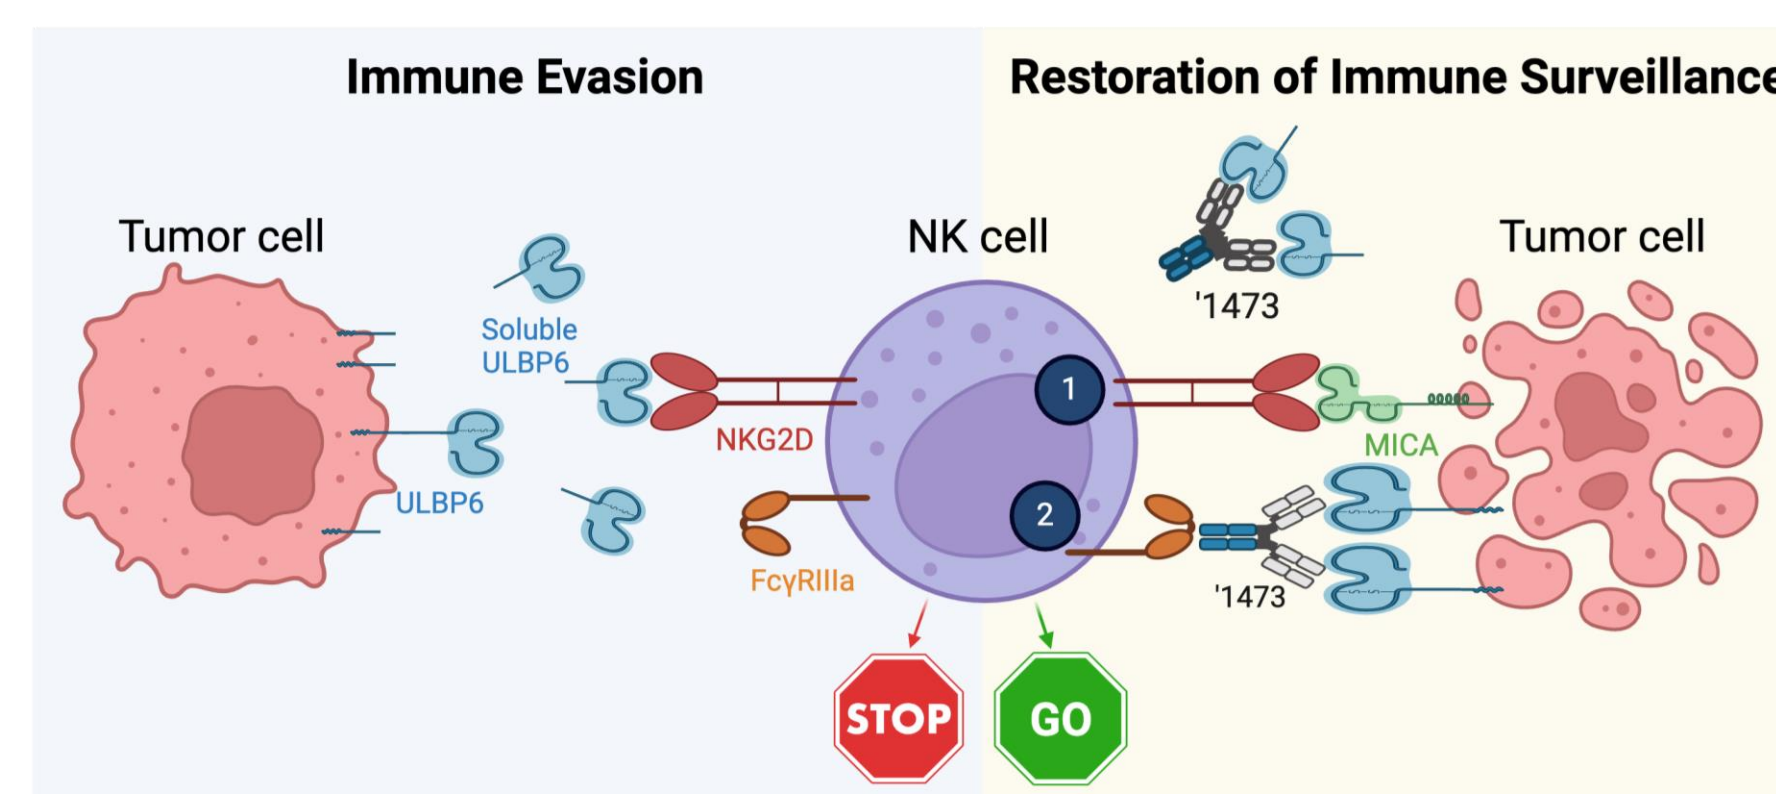 Immune Evasion
Restoration of Immune Surveillance
Tumor cell
NK cell
Tumor cell
'1473
Soluble
ULBP6
1
NKG2D
MICA
ULBP6
2
FcγRIIIa
'1473
STOP
GO